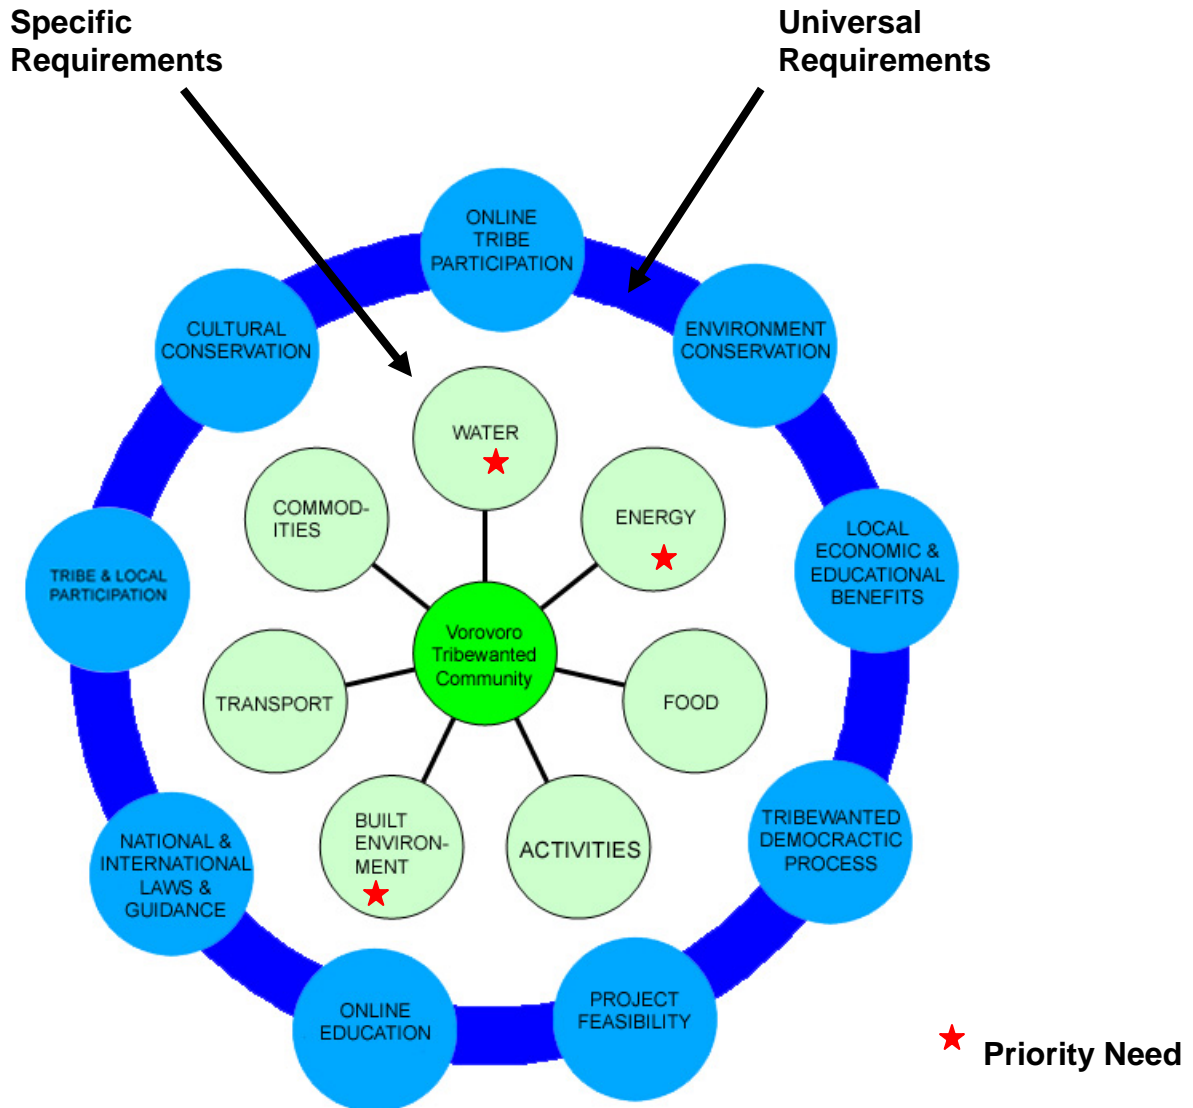 Specific
Requirements
Universal
Requirements
ONLINE
TRIBE
PARTICIPATION
CULTURAL
CONSERVATION
ENVIRONMENT
CONSERVATION
WATER
COMMOD-
ITIES
ENERGY
LOCAL
ECONOMIC &
EDUCATIONAL
BENEFITS
TRIBE & LOCAL
PARTICIPATION
Vorovoro
Tribewanted
Community
TRANSPORT
FOOD
BUILT
ENVIRON-
MENT
ACTIVITIES
TRIBEWANTED
DEMOCRACTIC
PROCESS
NATIONAL &
INTERNATIONAL
LAWS &
GUIDANCE
ONLINE
EDUCATION
PROJECT
FEASIBILITY
Priority Need